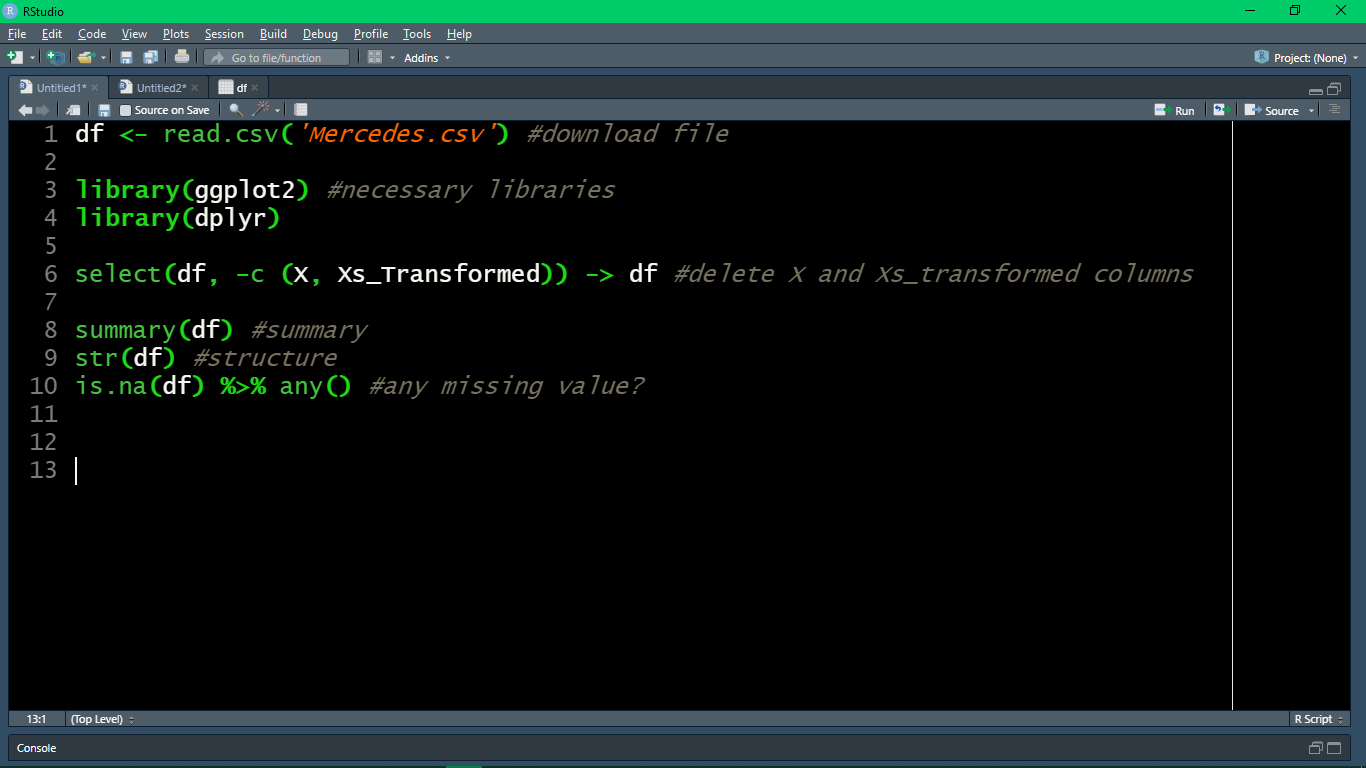 R RStudio
File Edit Code View Plots Session Build Debug Profile Tools Help
Go to file/function Addins Project: (None)
Untitled1* Untitled2* df
Source on Save Run Source
1 df <- read.csv('Mercedes.csv') #download file
2
3 library(ggplot2) #necessary libraries
4 library(dplyr)
5
6 select(df, -c (X, Xs_Transformed)) -> df #delete X and Xs_transformed columns
7
8 summary(df) #summary
9 str(df) #structure
10 is.na(df) %>% any() #any missing value?
11
12
13
13:1 (Top Level) R Script
Console